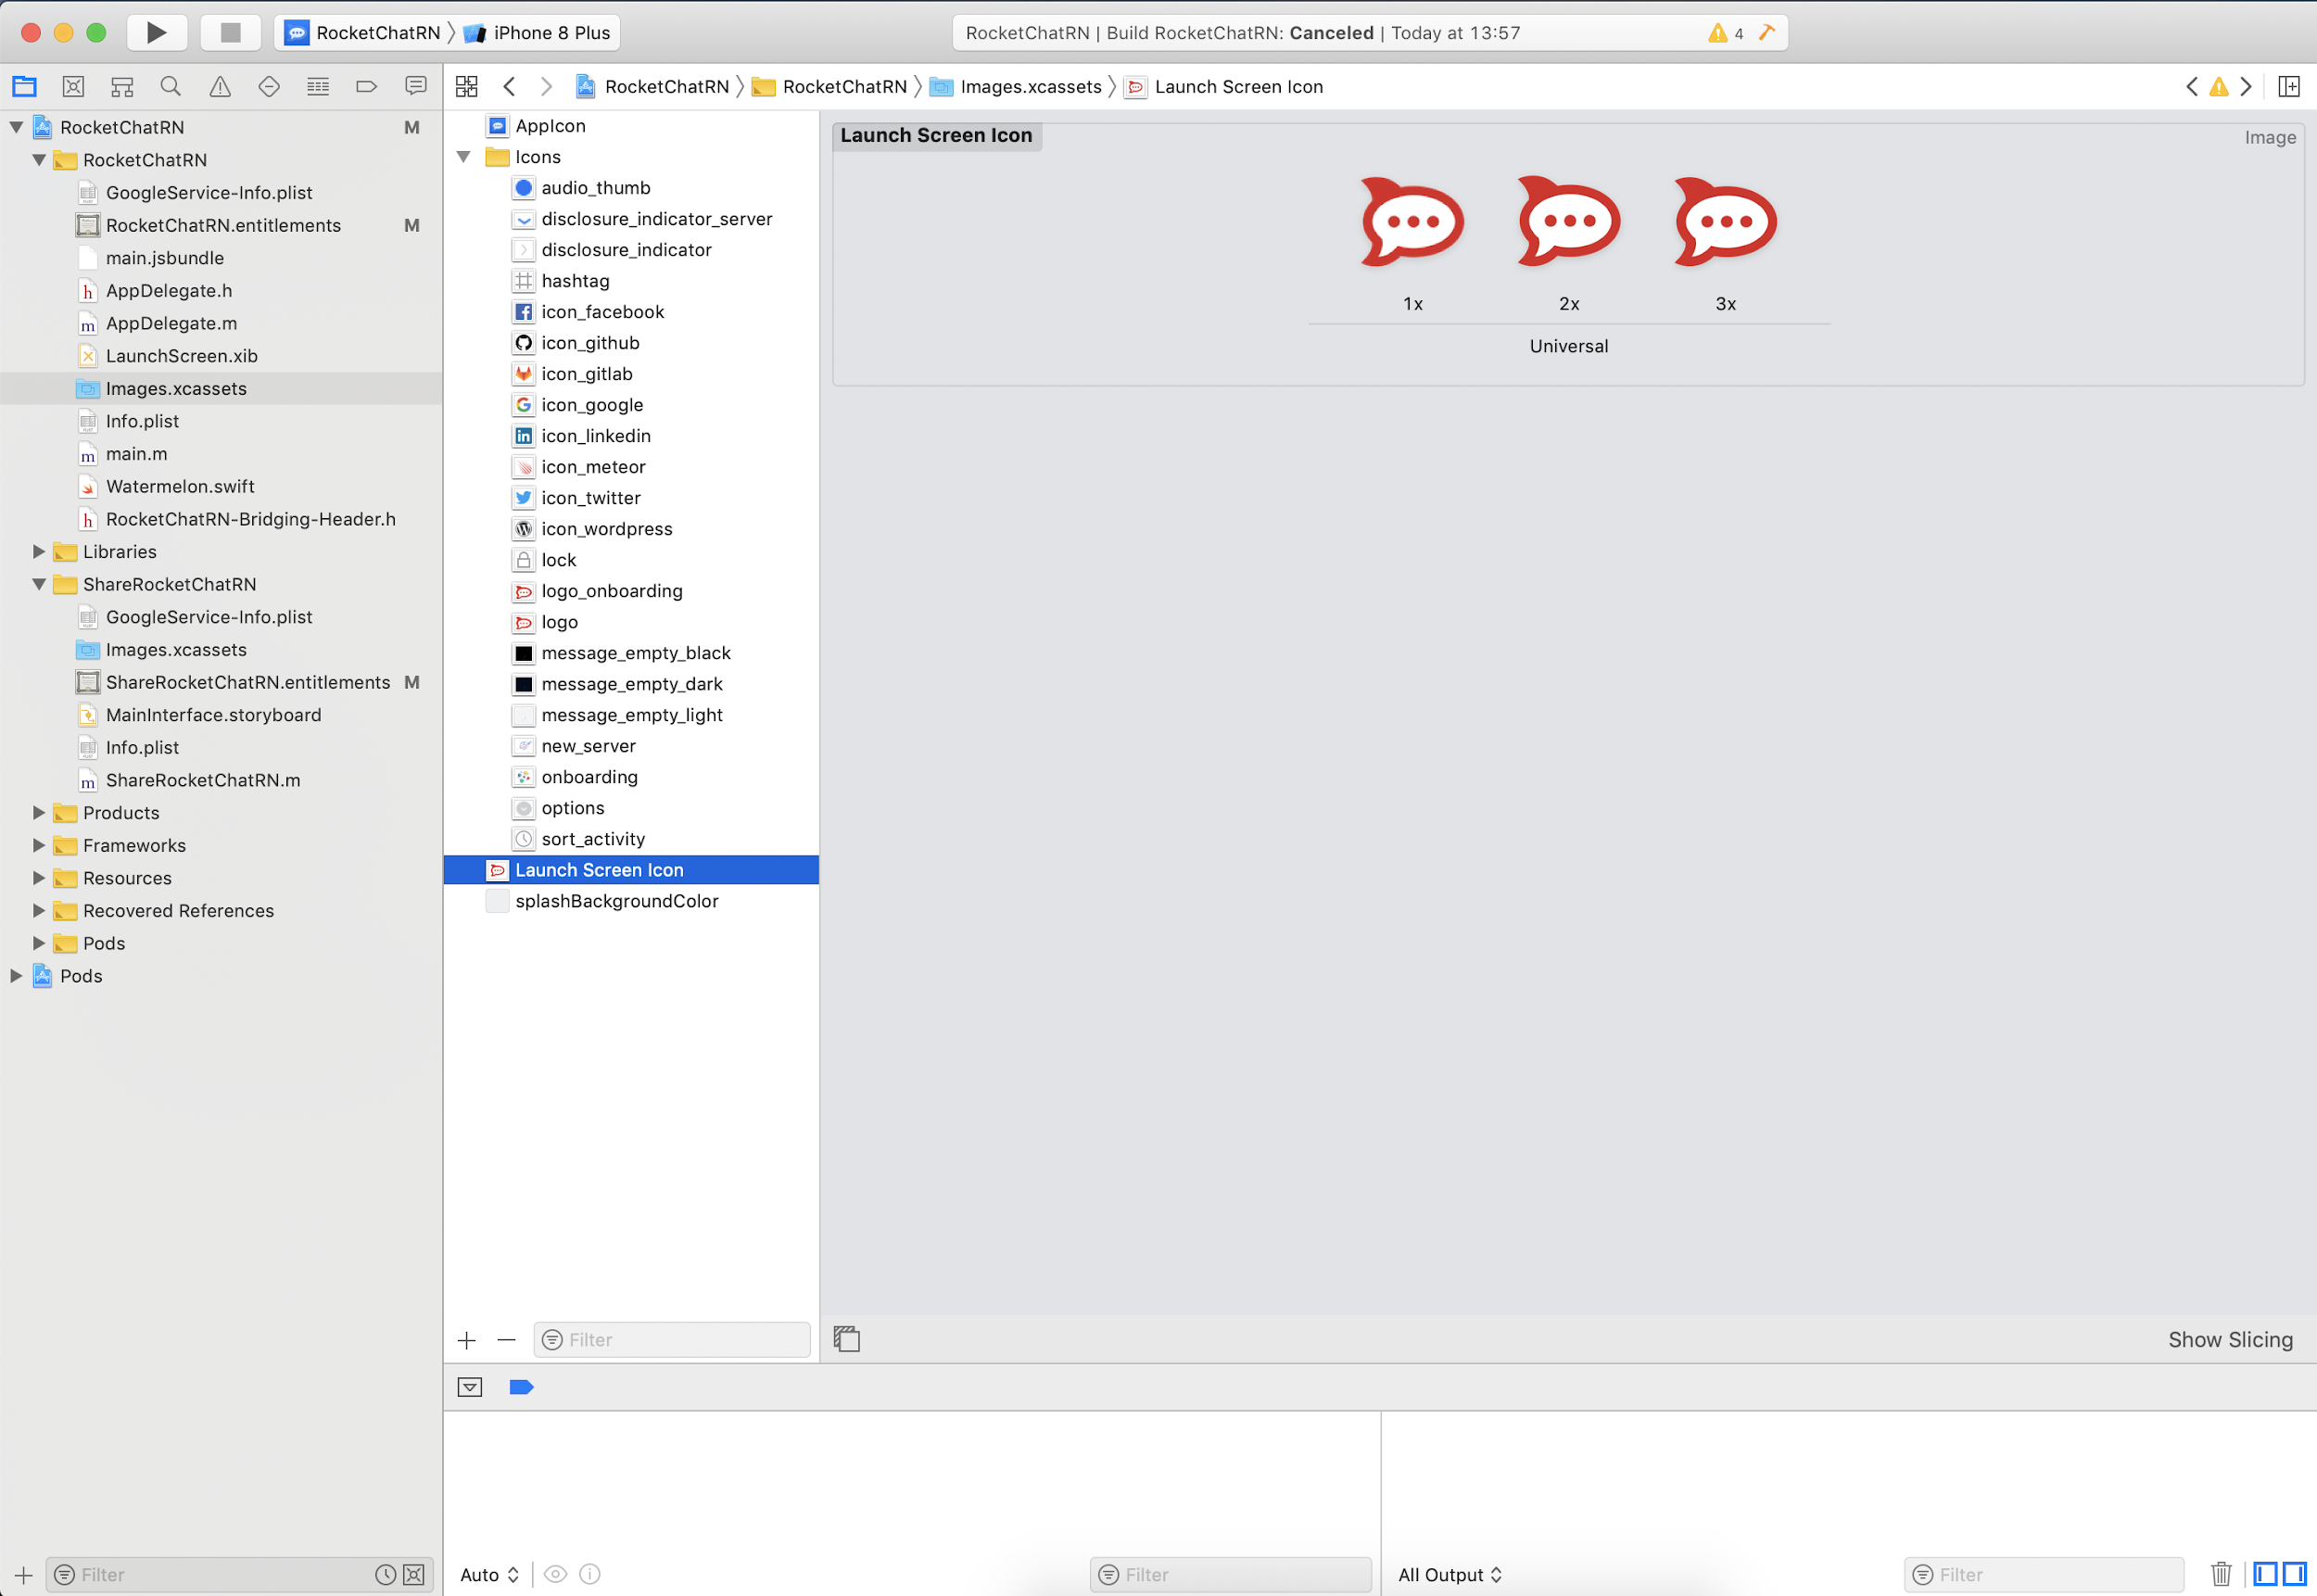 RocketChatRN
iPhone 8 Plus
RocketChatRN | Build RocketChatRN: Canceled | Today at 13:57
4
RocketChatRN
M
RocketChatRN
GoogleService-Info.plist
RocketChatRN.entitlements
M
main.jsbundle
AppDelegate.h
AppDelegate.m
LaunchScreen.xib
Images.xcassets
Info.plist
main.m
Watermelon.swift
RocketChatRN-Bridging-Header.h
Libraries
ShareRocketChatRN
GoogleService-Info.plist
Images.xcassets
ShareRocketChatRN.entitlements
M
MainInterface.storyboard
Info.plist
ShareRocketChatRN.m
Products
Frameworks
Resources
Recovered References
Pods
Pods
Filter
RocketChatRN
RocketChatRN
Images.xcassets
Launch Screen Icon
AppIcon
Icons
audio_thumb
disclosure_indicator_server
disclosure_indicator
hashtag
icon_facebook
icon_github
icon_gitlab
icon_google
icon_linkedin
icon_meteor
icon_twitter
icon_wordpress
lock
logo_onboarding
logo
message_empty_black
message_empty_dark
message_empty_light
new_server
onboarding
options
sort_activity
Launch Screen Icon
splashBackgroundColor
Filter
Launch Screen Icon
Image
1x
2x
3x
Universal
Show Slicing
Auto
Filter
All Output
Filter